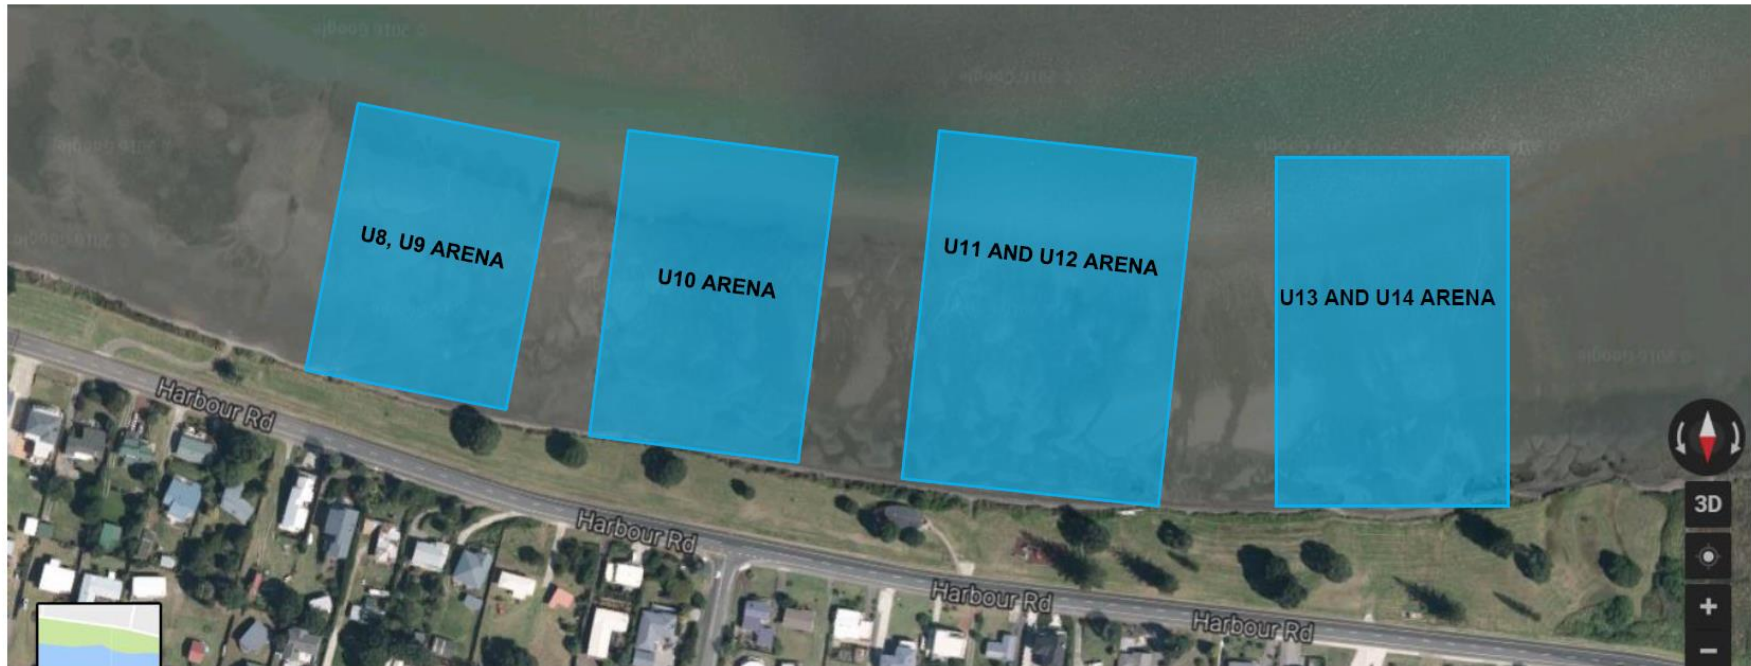 U8, U9 ARENA
U10 ARENA
U11 AND U12 ARENA
U13 AND U14 ARENA
Harbour Rd
Harbour Rd
Harbour Rd
Harbour Rd
3D
+
−